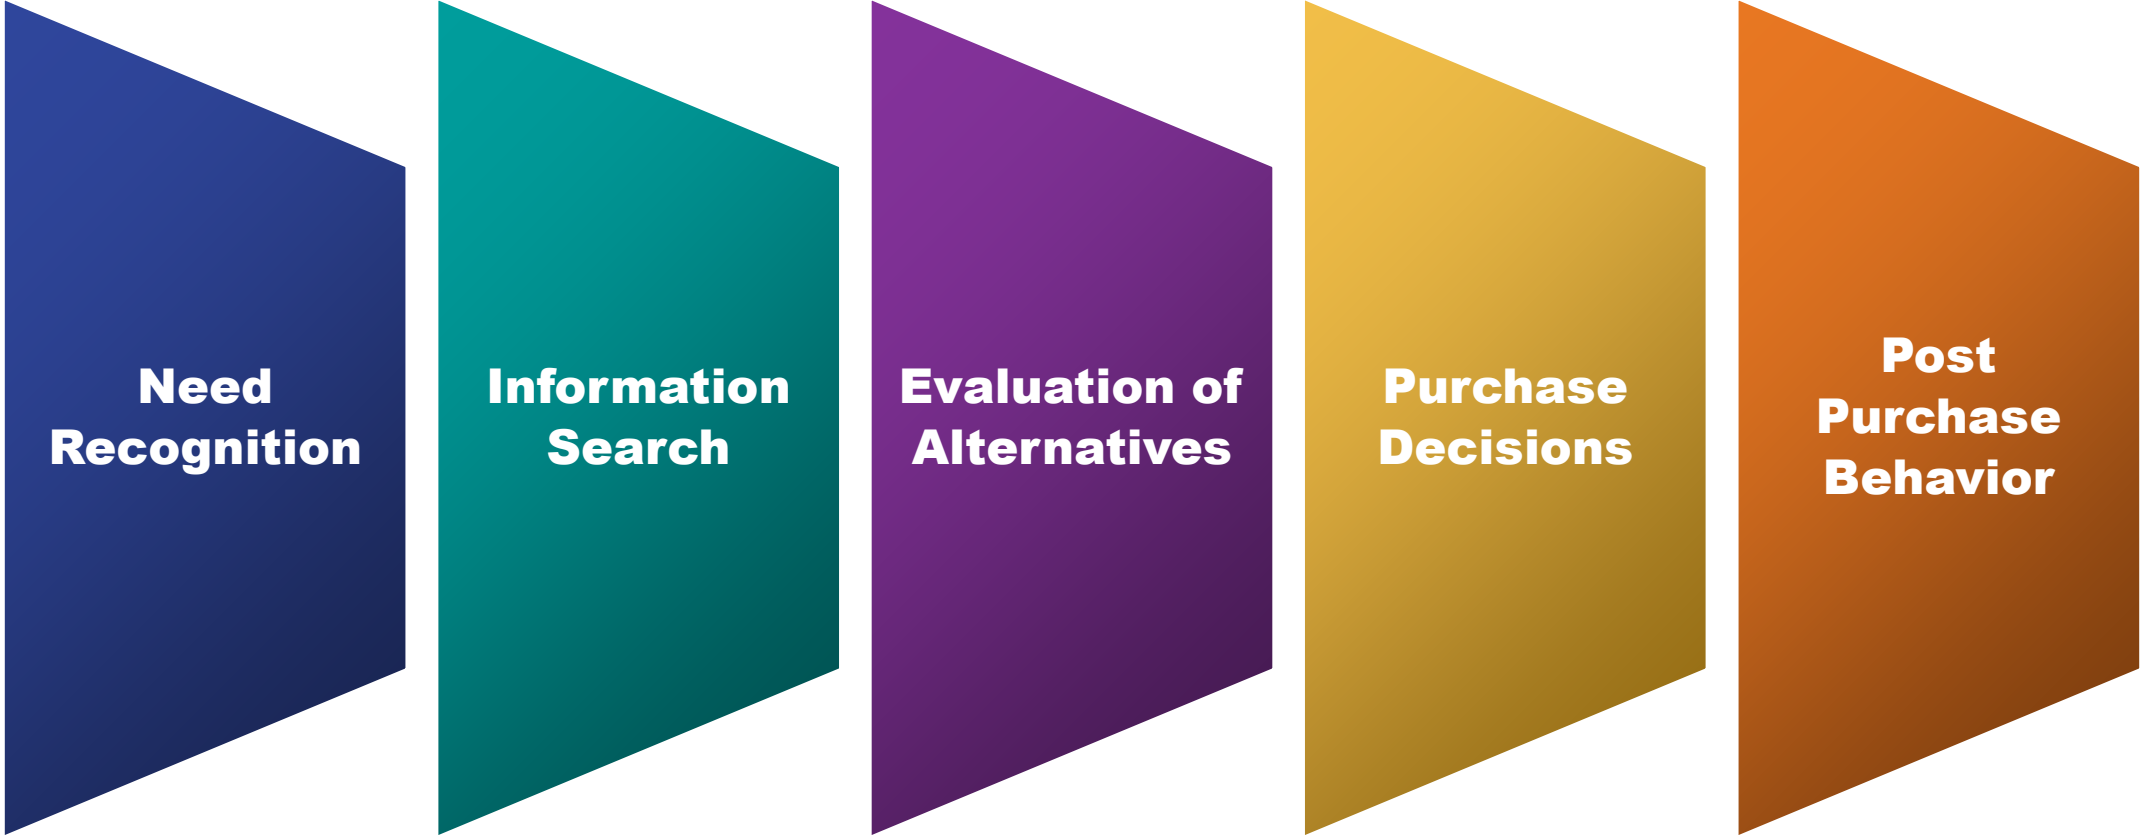 Need
Recognition
Information
Search
Evaluation of
Alternatives
Purchase
Decisions
Post
Purchase
Behavior